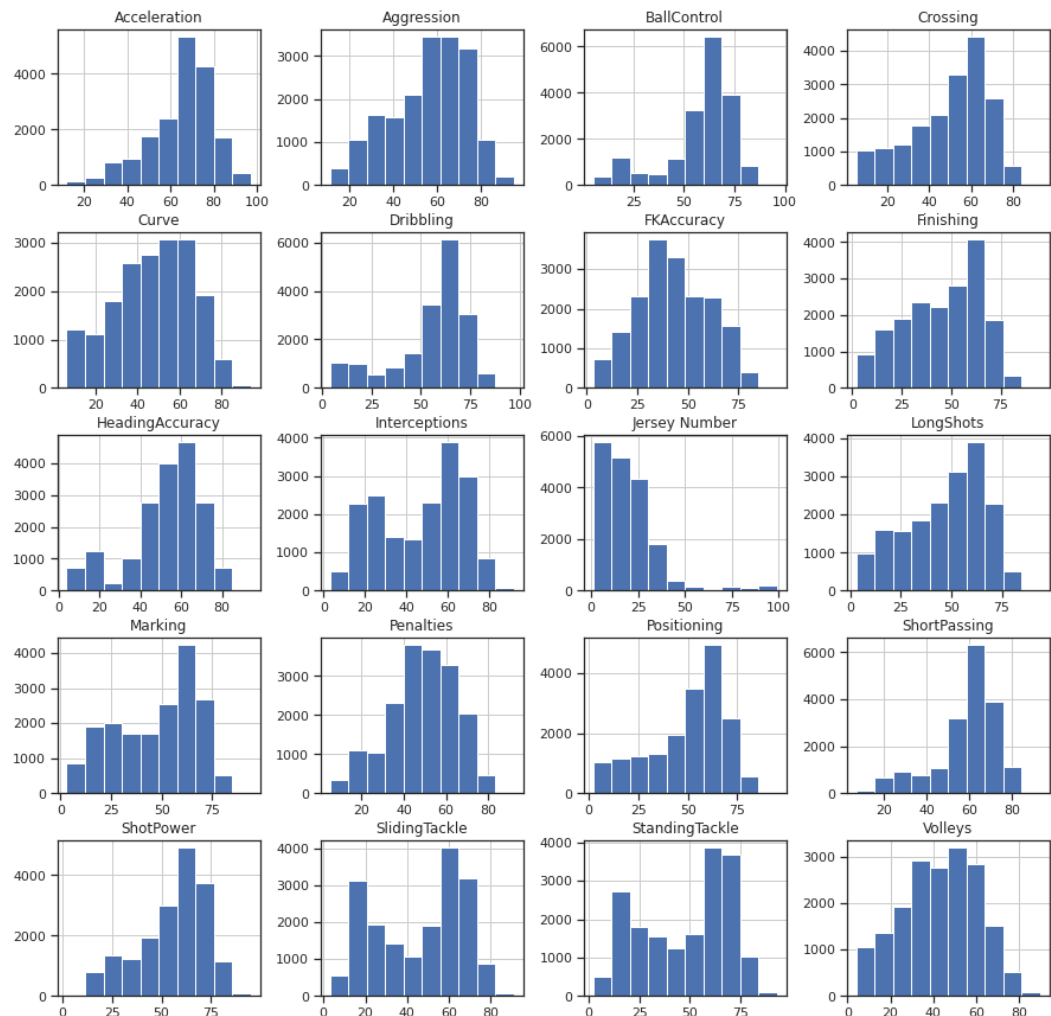 Acceleration Aggression BallControl Crossing
4000 3000 6000 4000
2000 2000 4000 3000
0 1000 2000 2000
0 0 1000
0
20 40 60 80 100 20 40 60 80 25 50 75 100 20 40 60 80
Curve Dribbling FKAccuracy Finishing
3000 6000 3000 4000
2000 4000 2000 3000
1000 2000 1000 2000
0 0 0 1000
0
20 40 60 80 0 25 50 75 100 0 25 50 75 0 25 50 75
HeadingAccuracy Interceptions Jersey Number LongShots
4000 4000 6000 4000
3000 3000 4000 3000
2000 2000 2000 2000
1000 1000 0 1000
0 0 0
0 20 40 60 80 0 20 40 60 80 0 25 50 75 100 0 25 50 75
Marking Penalties Positioning ShortPassing
4000 3000 4000 6000
3000 2000 2000 4000
2000 1000 0 2000
1000 0 0
0
0 25 50 75 20 40 60 80 0 25 50 75 20 40 60 80
ShotPower SlidingTackle StandingTackle Volleys
4000 4000 4000 3000
2000 3000 3000 2000
0 2000 2000 1000
1000 1000 0
0 0
0 25 50 75 0 20 40 60 80 0 25 50 75 0 20 40 60 80